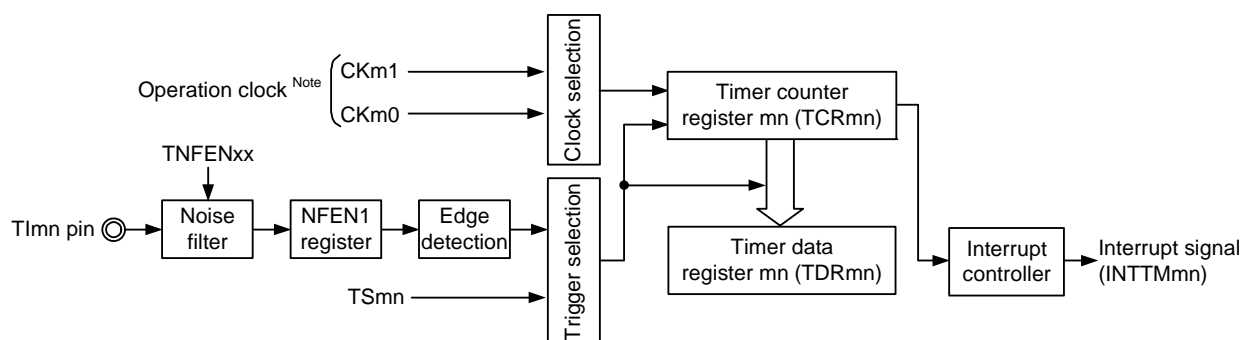 Operation clock Note
CKm1
CKm0
Clock selection
Timer counter
register mn (TCRmn)
TNFENxx
TImn pin
Noise
filter
NFEN1
register
Edge
detection
TSmn
Trigger selection
Timer data
register mn (TDRmn)
Interrupt
controller
Interrupt signal
(INTTMmn)